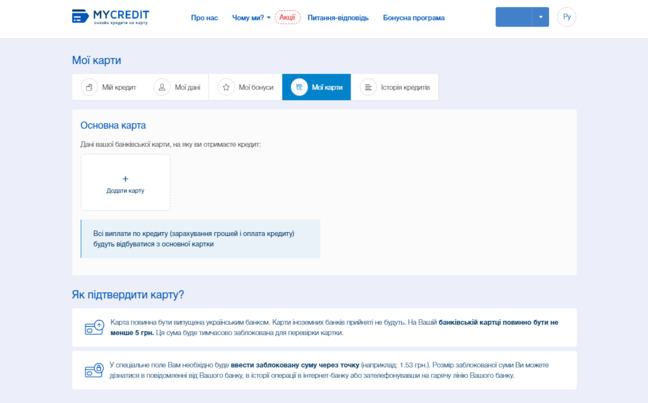 MYCREDIT
онлайн кредити на карту
Про нас
Чому ми?
Акції
Питання-відповідь
Бонусна програма
Ру
Мої карти
Мій кредит
Мої дані
Мої бонуси
Мої карти
Історія кредитів
Основна карта
Дані вашої банківської карти, на яку ви отримаєте кредит:
+
Додати карту
Всі виплати по кредиту (зарахування грошей і оплата кредиту)
будуть відбуватися з основної картки
Як підтвердити карту?
Карта повинна бути випущена українським банком. Карти іноземних банків прийняті не будуть. На Вашій банківській картці повинно бути не
менше 5 грн. Ця сума буде тимчасово заблокована для перевірки картки.
У спеціальне поле Вам необхідно буде ввести заблоковану суму через точку (наприклад: 1.53 грн.). Розмір заблокованої суми Ви можете
дізнатися в повідомленні від Вашого банку, в історії операції в інтернет-банку або зателефонувавши на гарячу лінію Вашого банку.